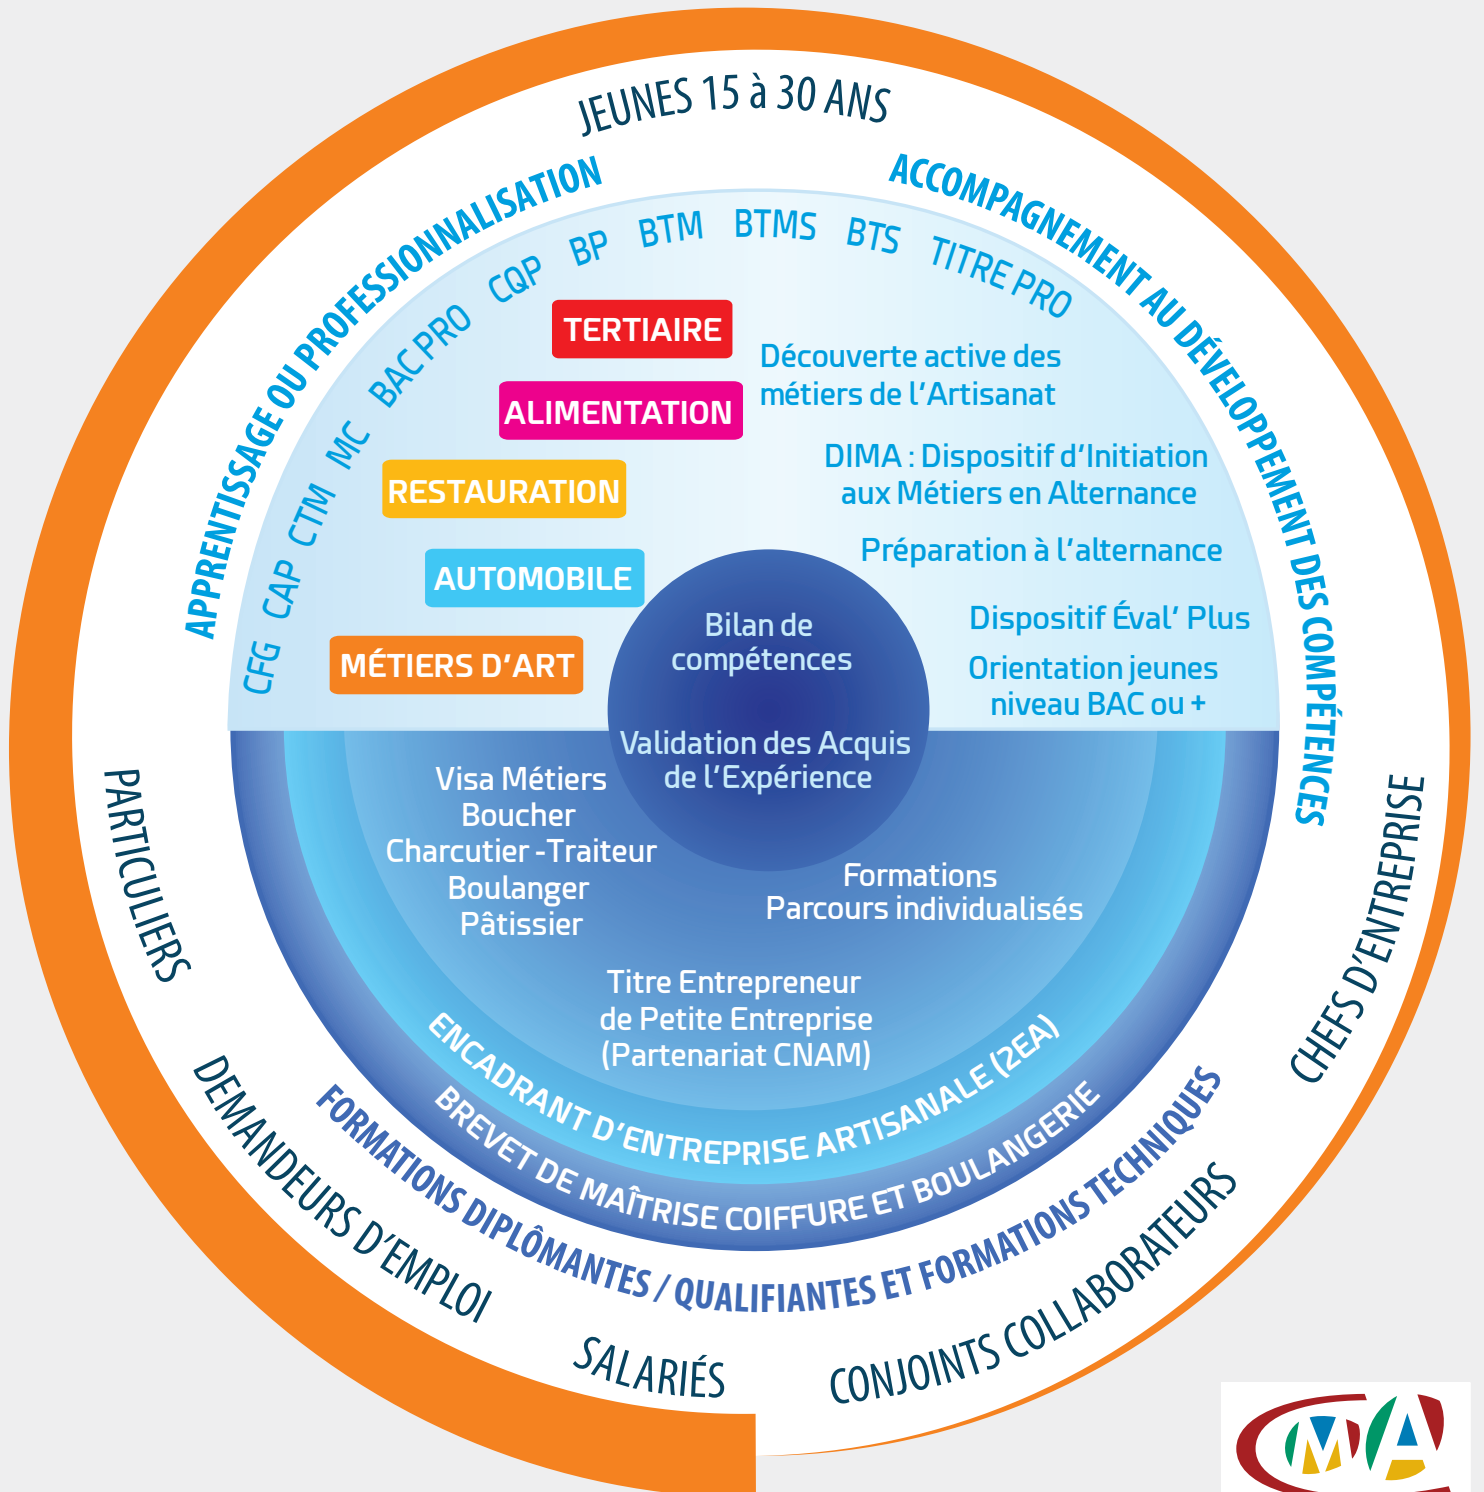 JEUNES 15 à 30 ANS
APPRENTISSAGE OU PROFESSIONNALISATION
ACCOMPAGNEMENT AU DÉVELOPPEMENT DES COMPÉTENCES
CFG CAP CTM MC BAC PRO CQP BP BTM BTMS BTS TITRE PRO
TERTIAIRE
ALIMENTATION
RESTAURATION
AUTOMOBILE
MÉTIERS D'ART
Découverte active des
métiers de l'Artisanat
DIMA : Dispositif d'Initiation
aux Métiers en Alternance
Préparation à l'alternance
Dispositif Éval' Plus
Orientation jeunes
niveau BAC ou +
Bilan de
compétences
Validation des Acquis
de l'Expérience
Visa Métiers
Boucher
Charcutier -Traiteur
Boulanger
Pâtissier
Formations
Parcours individualisés
Titre Entrepreneur
de Petite Entreprise
(Partenariat CNAM)
ENCADRANT D'ENTREPRISE ARTISANALE (2EA)
BREVET DE MAÎTRISE COIFFURE ET BOULANGERIE
FORMATIONS DIPLÔMANTES / QUALIFIANTES ET FORMATIONS TECHNIQUES
PARTICULIERS
DEMANDEURS D'EMPLOI
SALARIÉS
CONJOINTS COLLABORATEURS
CHEFS D'ENTREPRISE
CMA